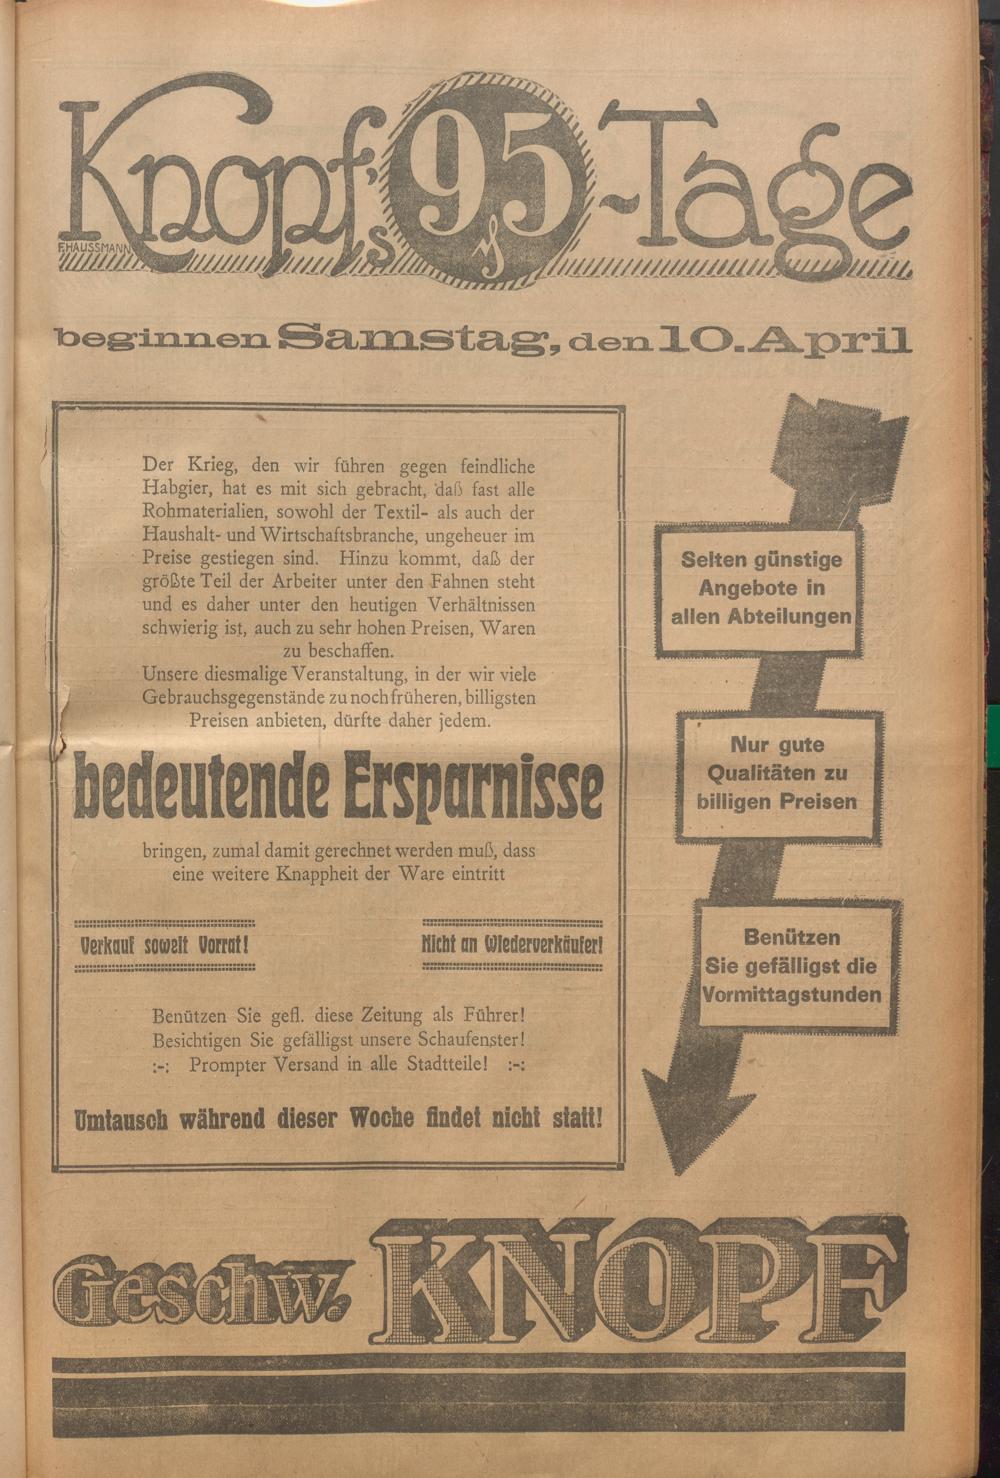 Knopf's 95 ₰-Tage
F.HAUSSMANN
beginnen Samstag, den 10. April
Der Krieg, den wir führen gegen feindliche
Habgier, hat es mit sich gebracht, daß fast alle
Rohmaterialien, sowohl der Textil- als auch der
Haushalt- und Wirtschaftsbranche, ungeheuer im
Preise gestiegen sind. Hinzu kommt, daß der
größte Teil der Arbeiter unter den Fahnen steht
und es daher unter den heutigen Verhältnissen
schwierig ist, auch zu sehr hohen Preisen, Waren
zu beschaffen.
Unsere diesmalige Veranstaltung, in der wir viele
Gebrauchsgegenstände zu noch früheren, billigsten
Preisen anbieten, dürfte daher jedem.
bedeutende Ersparnisse
bringen, zumal damit gerechnet werden muß, dass
eine weitere Knappheit der Ware eintritt
Verkauf soweit Vorrat!
Nicht an Wiederverkäufer!
Benützen Sie gefl. diese Zeitung als Führer!
Besichtigen Sie gefälligst unsere Schaufenster!
:-: Prompter Versand in alle Stadtteile! :-:
Umtausch während dieser Woche findet nicht statt!
Selten günstige
Angebote in
allen Abteilungen
Nur gute
Qualitäten zu
billigen Preisen
Benützen
Sie gefälligst die
Vormittagstunden
Geschw. KNOPF